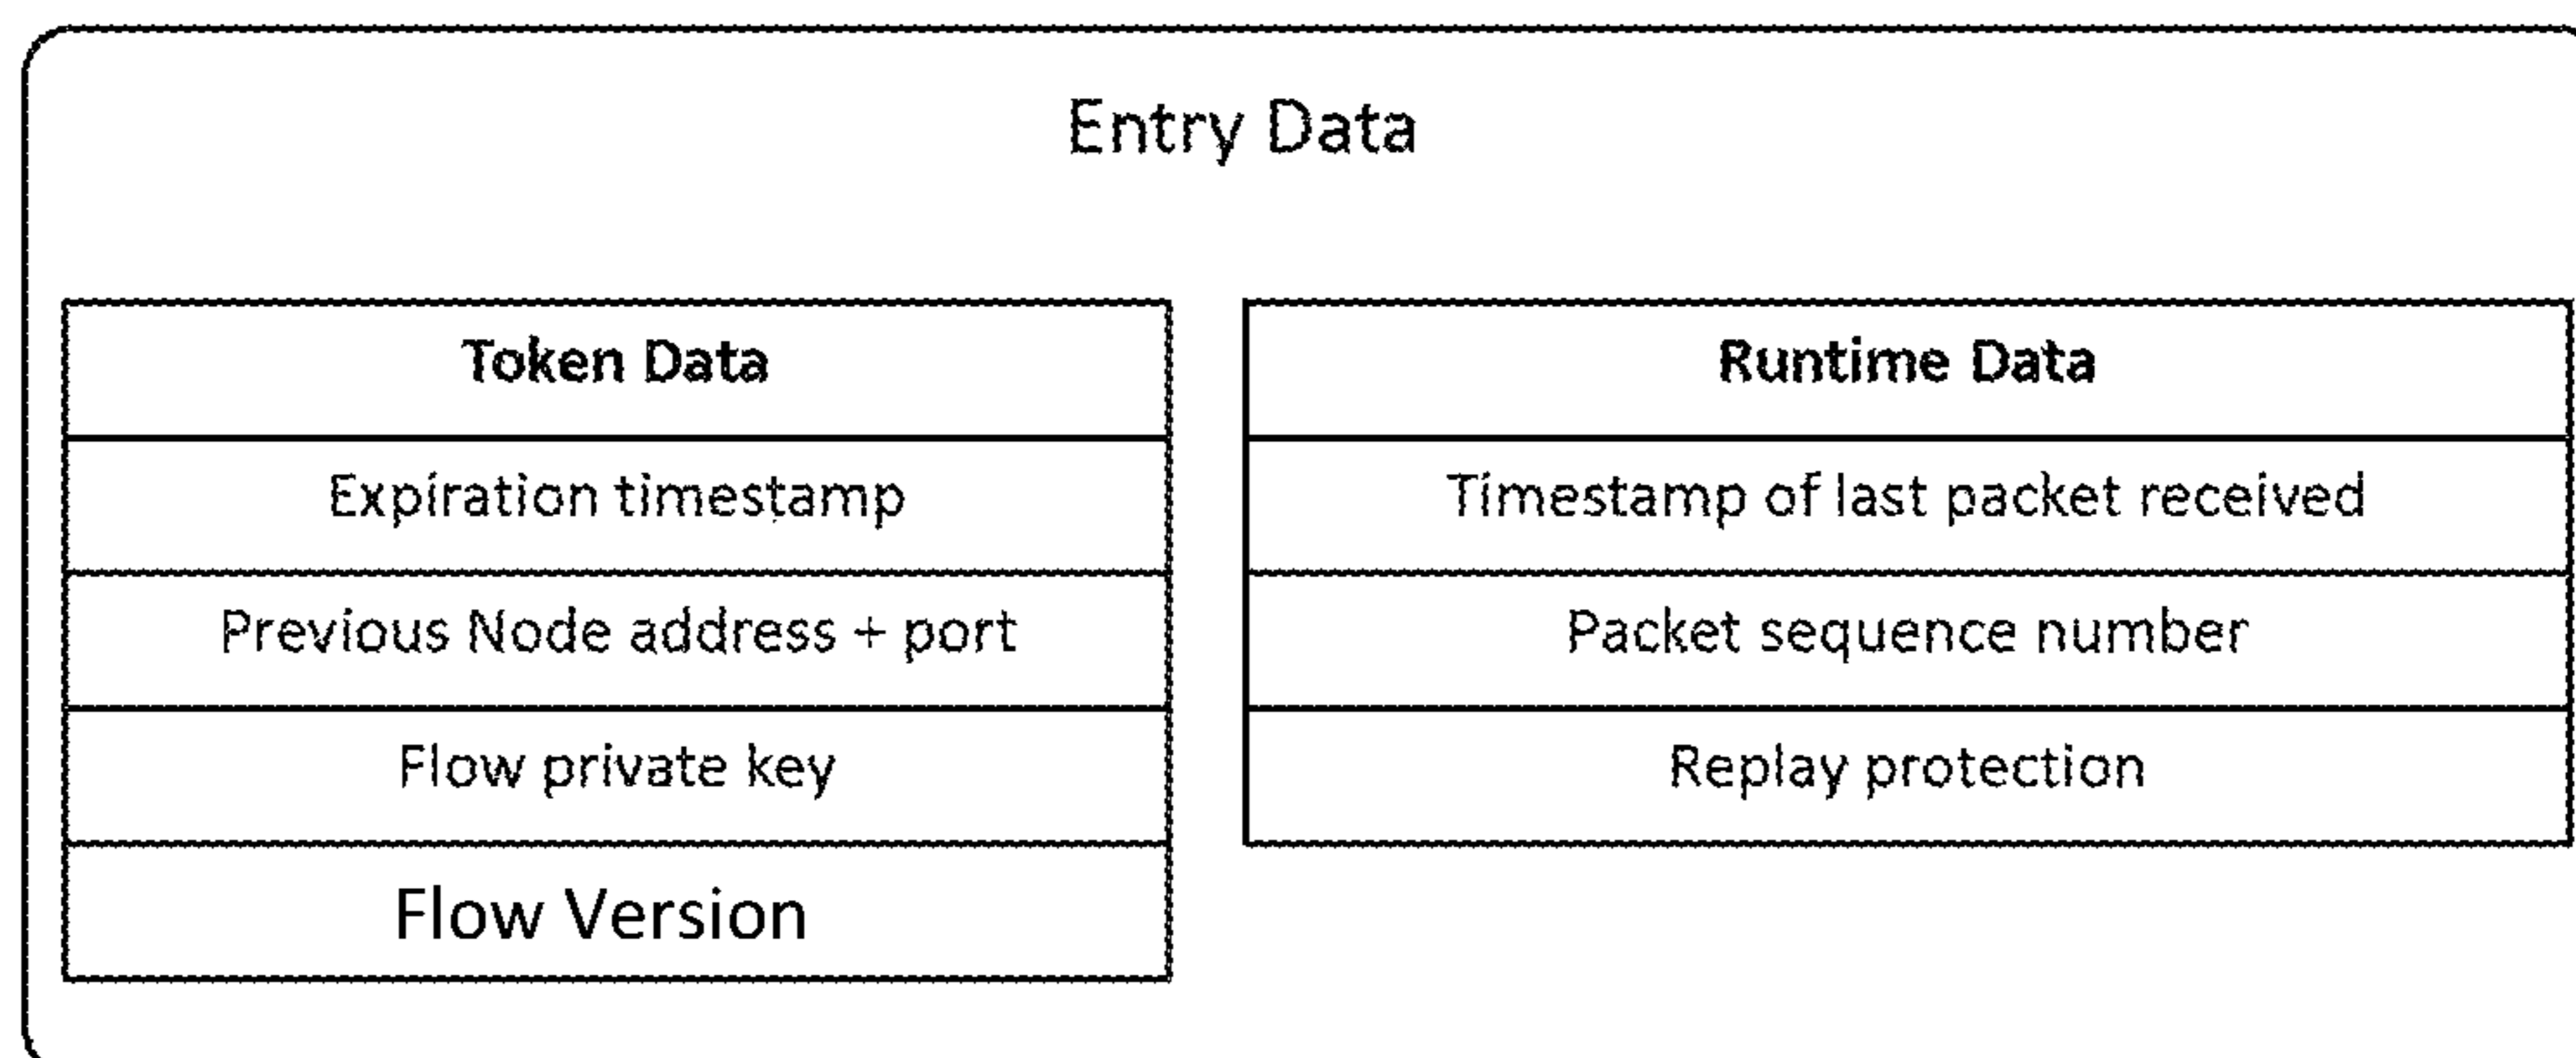 Entry Data
Token Data
Expiration timestamp
Previous Node address + port
Flow private key
Flow Version
Runtime Data
Timestamp of last packet received
Packet sequence number
Replay protection